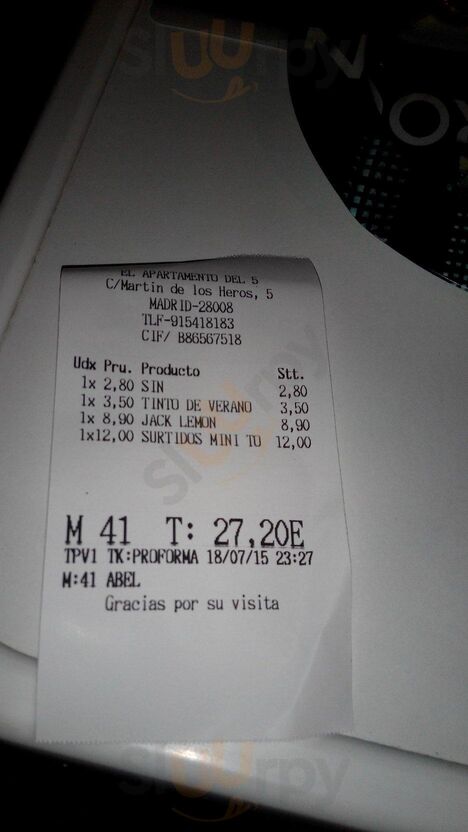 sluurpy
EL APARTAMENTO DEL 5
C/Martin de los Heros, 5
MADRID-28008
TLF-915418183
CIF/ B86567518
Udx Pru. Producto Stt.
1x 2,80 SIN 2,80
1x 3,50 TINTO DE VERANO 3,50
1x 8,90 JACK LEMON 8,90
1x12,00 SURTIDOS MINI TO 12,00
sluurpy
M 41 T: 27,20E
TPV1 TK:PROFORMA 18/07/15 23:27
M:41 ABEL
Gracias por su visita
sluurpy